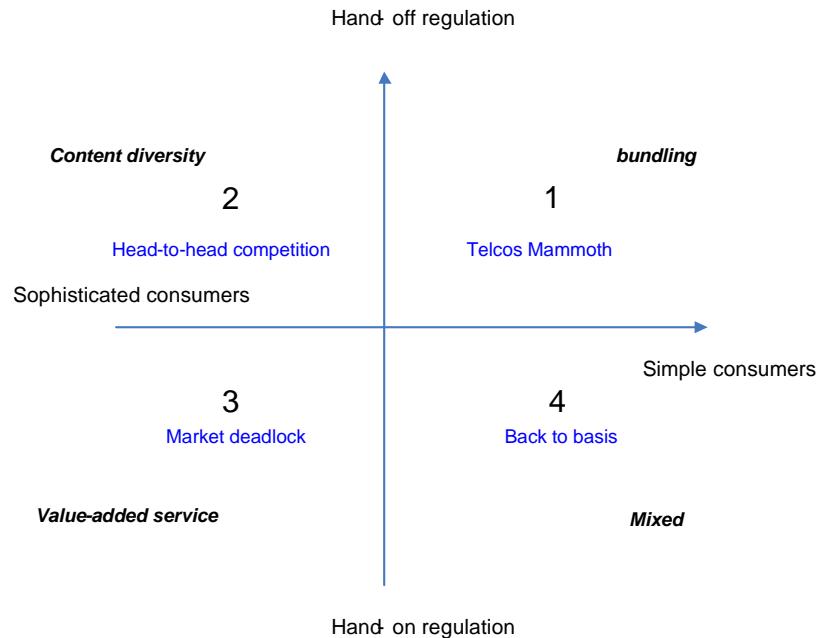 Hand- off regulation
Content diversity
bundling
2
1
Head-to-head competition
Telcos Mammoth
Sophisticated consumers
Simple consumers
3
4
Market deadlock
Back to basis
Value-added service
Mixed
Hand- on regulation